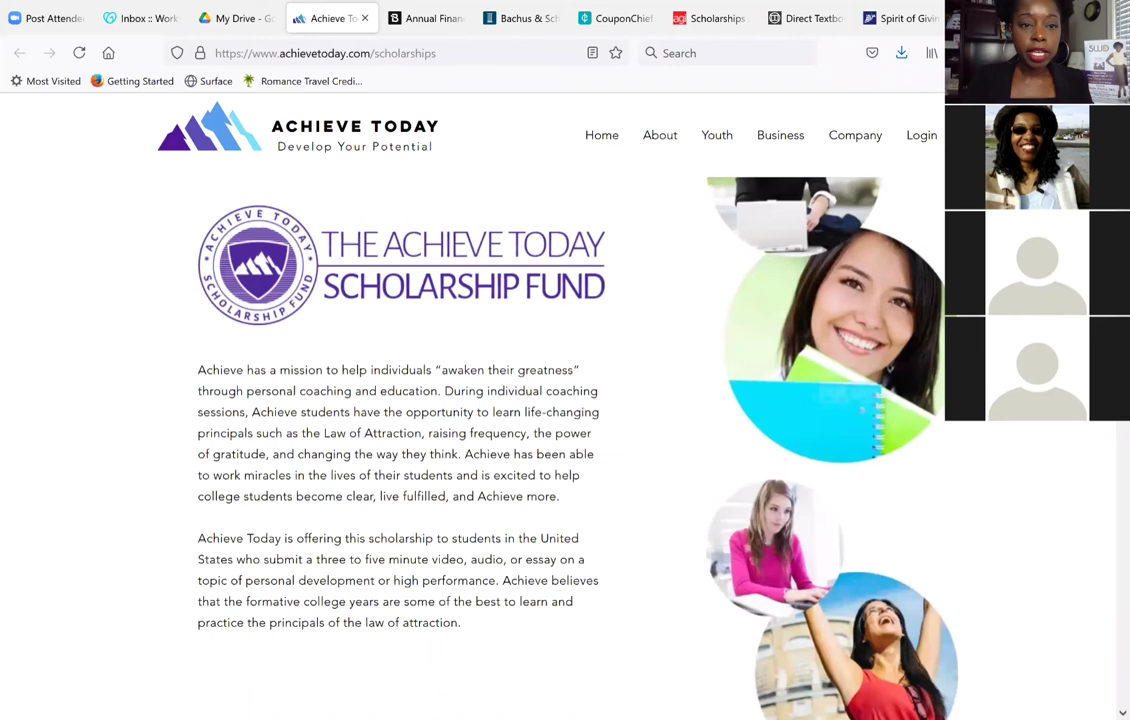 Post Attende
Inbox :: Work
My Drive - Go
Achieve To
Annual Finan
Bachus & Sch
CouponChief
Scholarships
Direct Textbo
Spirit of Givin
https://www.achievetoday.com/scholarships
Search
Most Visited
Getting Started
Surface
Romance Travel Credi...
ACHIEVE TODAY
Develop Your Potential
Home
About
Youth
Business
Company
Login
ACHIEVE TODAY
SCHOLARSHIP FUND
THE ACHIEVE TODAY
SCHOLARSHIP FUND
Achieve has a mission to help individuals “awaken their greatness”
through personal coaching and education. During individual coaching
sessions, Achieve students have the opportunity to learn life-changing
principals such as the Law of Attraction, raising frequency, the power
of gratitude, and changing the way they think. Achieve has been able
to work miracles in the lives of their students and is excited to help
college students become clear, live fulfilled, and Achieve more.
Achieve Today is offering this scholarship to students in the United
States who submit a three to five minute video, audio, or essay on a
topic of personal development or high performance. Achieve believes
that the formative college years are some of the best to learn and
practice the principals of the law of attraction.